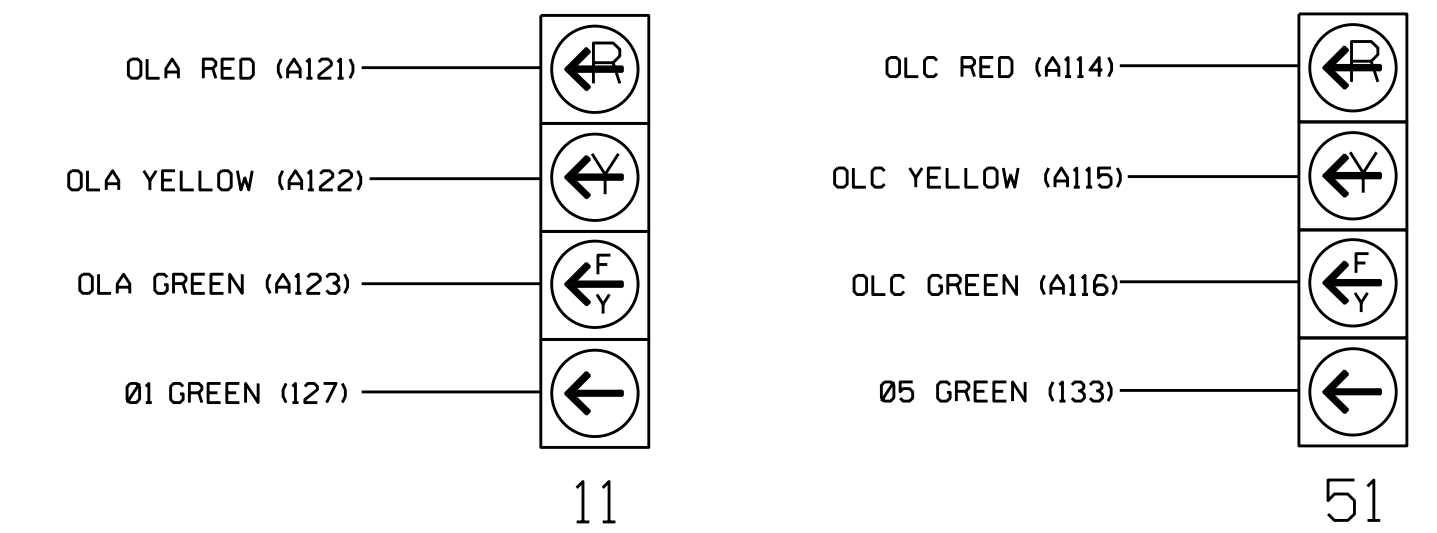 OLA RED (A121)
R
OLA YELLOW (A122)
Y
OLA GREEN (A123)
F
Y
Ø1 GREEN (127)
11
OLC RED (A114)
R
OLC YELLOW (A115)
Y
OLC GREEN (A116)
F
Y
Ø5 GREEN (133)
51